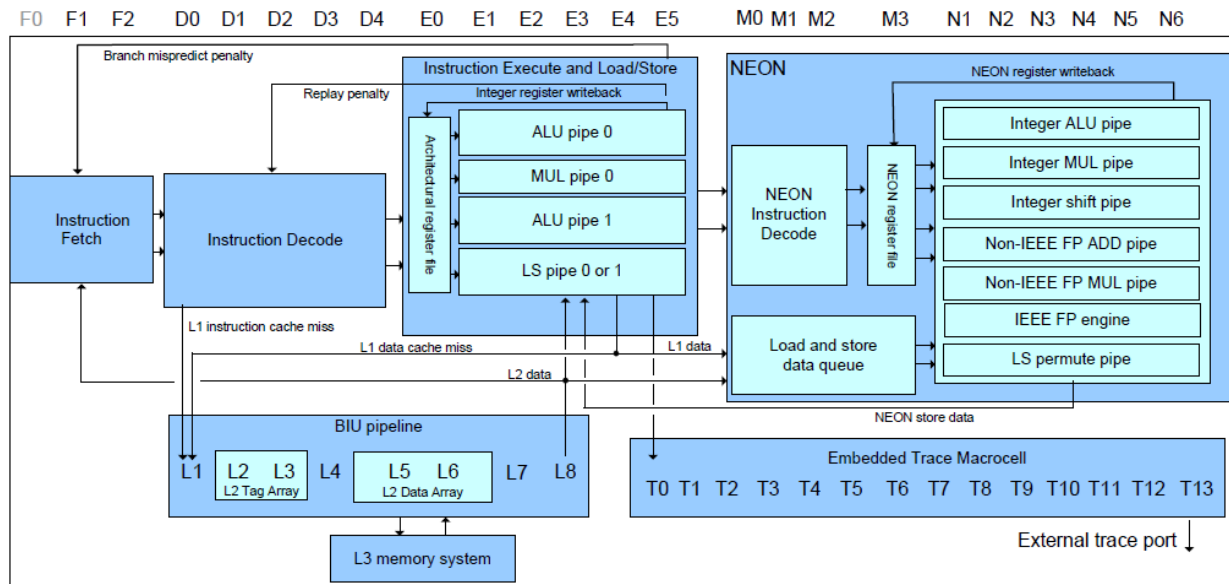 F0 F1 F2 D0 D1 D2 D3 D4 E0 E1 E2 E3 E4 E5 M0 M1 M2 M3 N1 N2 N3 N4 N5 N6
Branch mispredict penalty
Replay penalty
Instruction Fetch
Instruction Decode
Instruction Execute and Load/Store
Integer register writeback
Architectural register file
ALU pipe 0
MUL pipe 0
ALU pipe 1
LS pipe 0 or 1
NEON
NEON register writeback
NEON
Instruction
Decode
NEON register file
Integer ALU pipe
Integer MUL pipe
Integer shift pipe
Non-IEEE FP ADD pipe
Non-IEEE FP MUL pipe
IEEE FP engine
LS permute pipe
Load and store
data queue
L1 instruction cache miss
L1 data cache miss
L1 data
L2 data
NEON store data
BIU pipeline
L1 L2 L3 L4 L5 L6 L7 L8
L2 Tag Array
L2 Data Array
L3 memory system
Embedded Trace Macrocell
T0 T1 T2 T3 T4 T5 T6 T7 T8 T9 T10 T11 T12 T13
External trace port